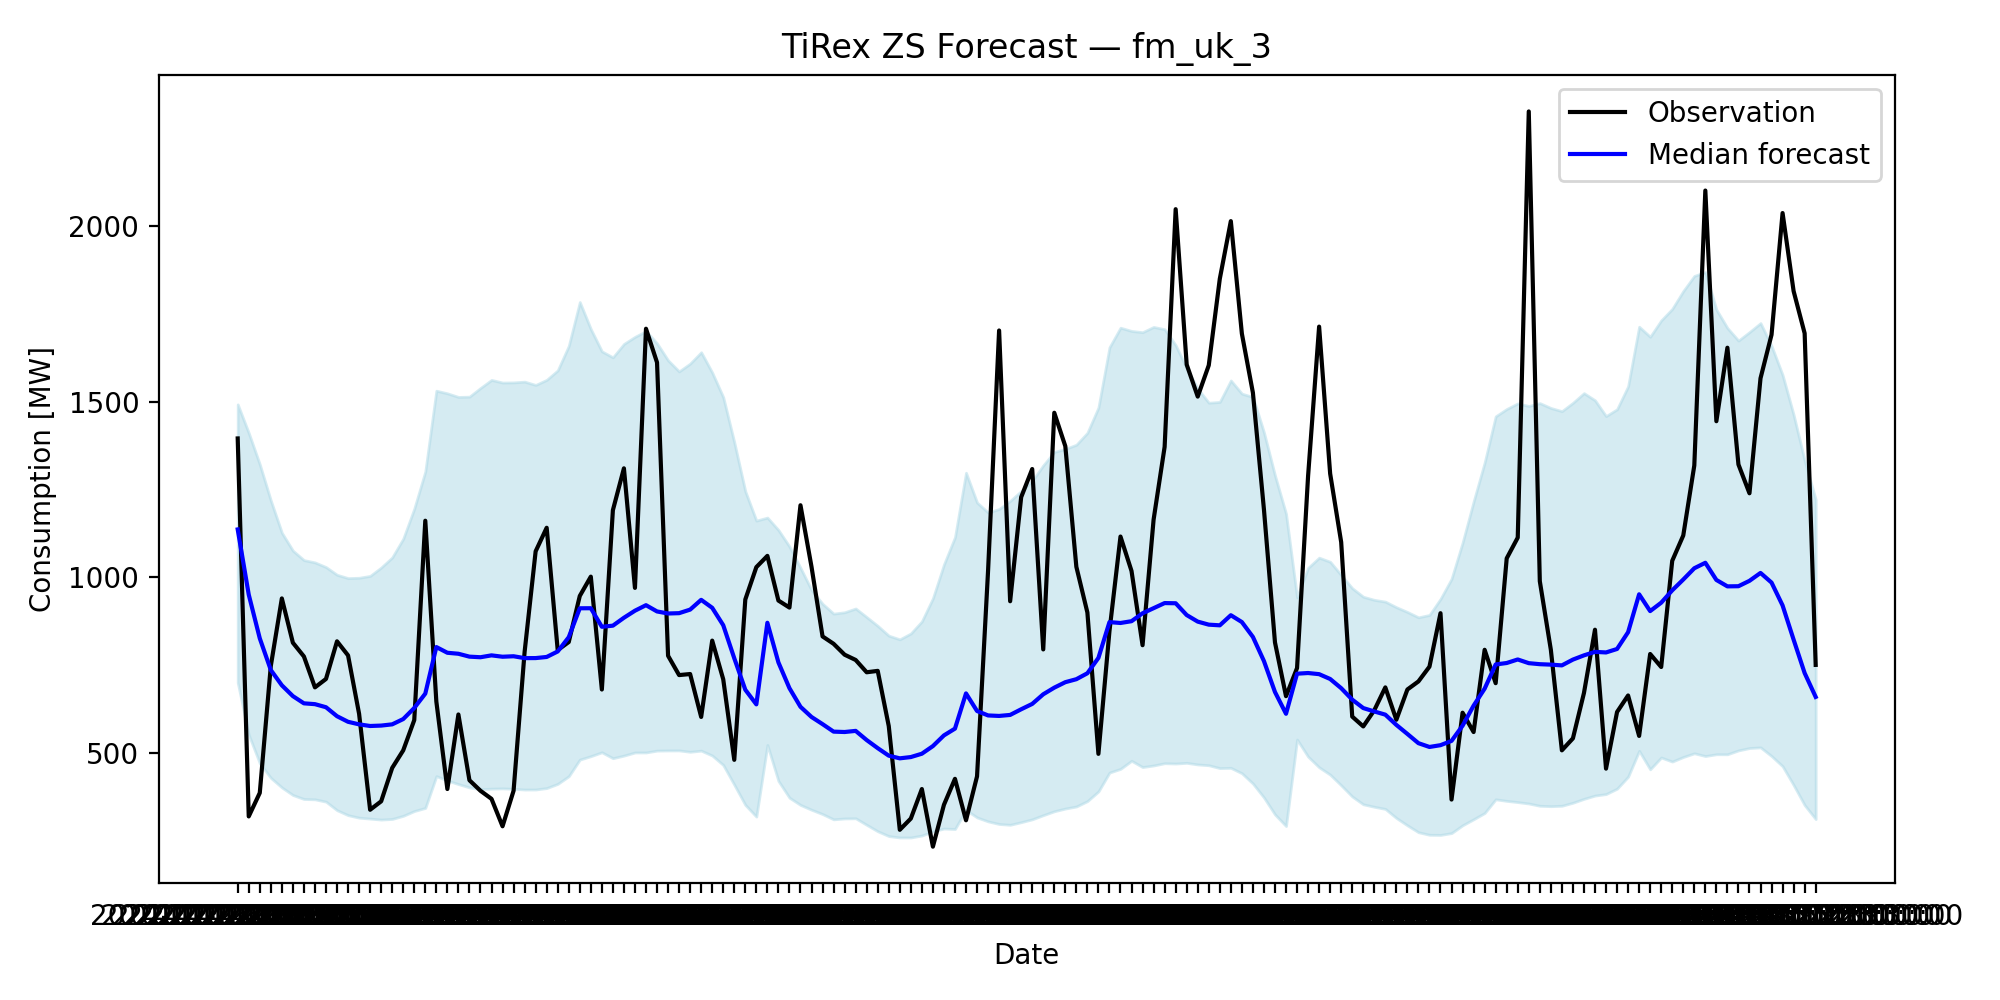 TiRex ZS Forecast — fm_uk_3
Observation
Median forecast
Consumption [MW]
2000
1500
1000
500
Date